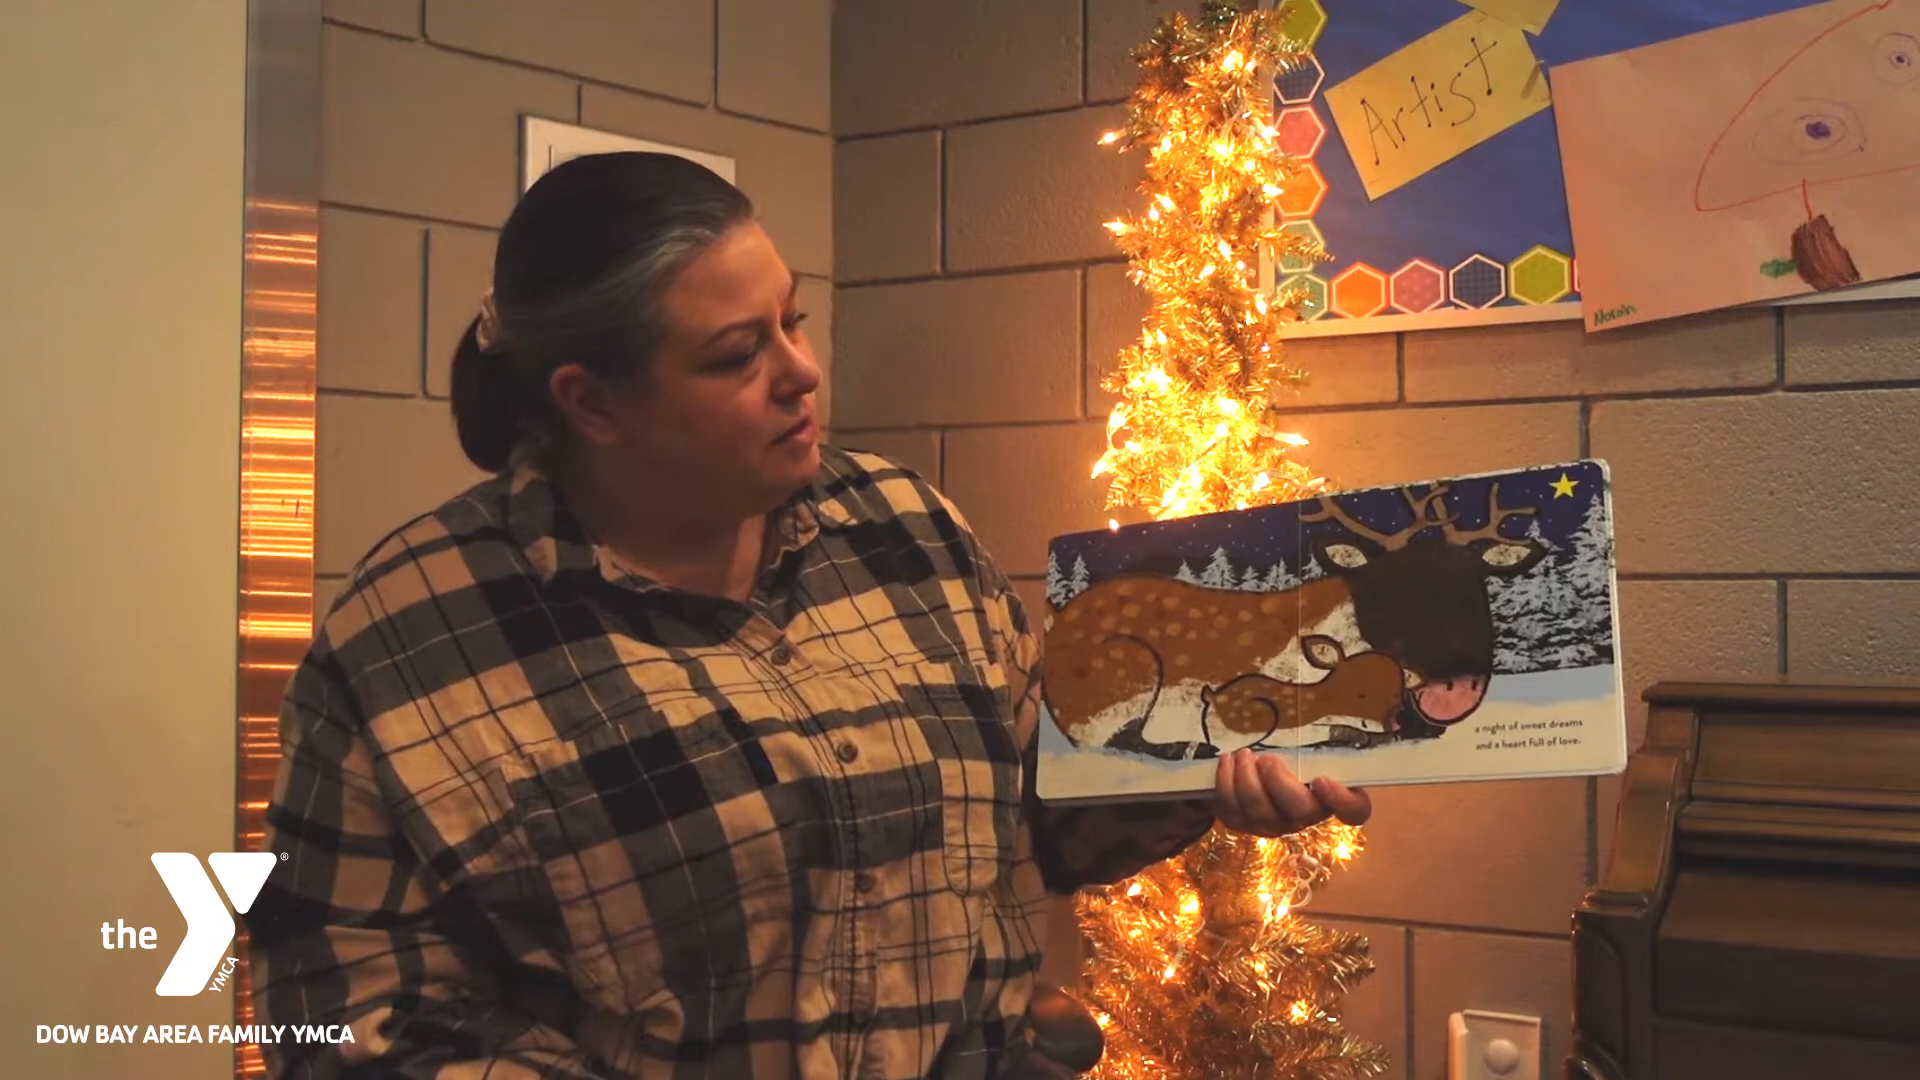 Artist
Norah
a night of sweet dreams
and a heart full of love.
the
YMCA
®
DOW BAY AREA FAMILY YMCA